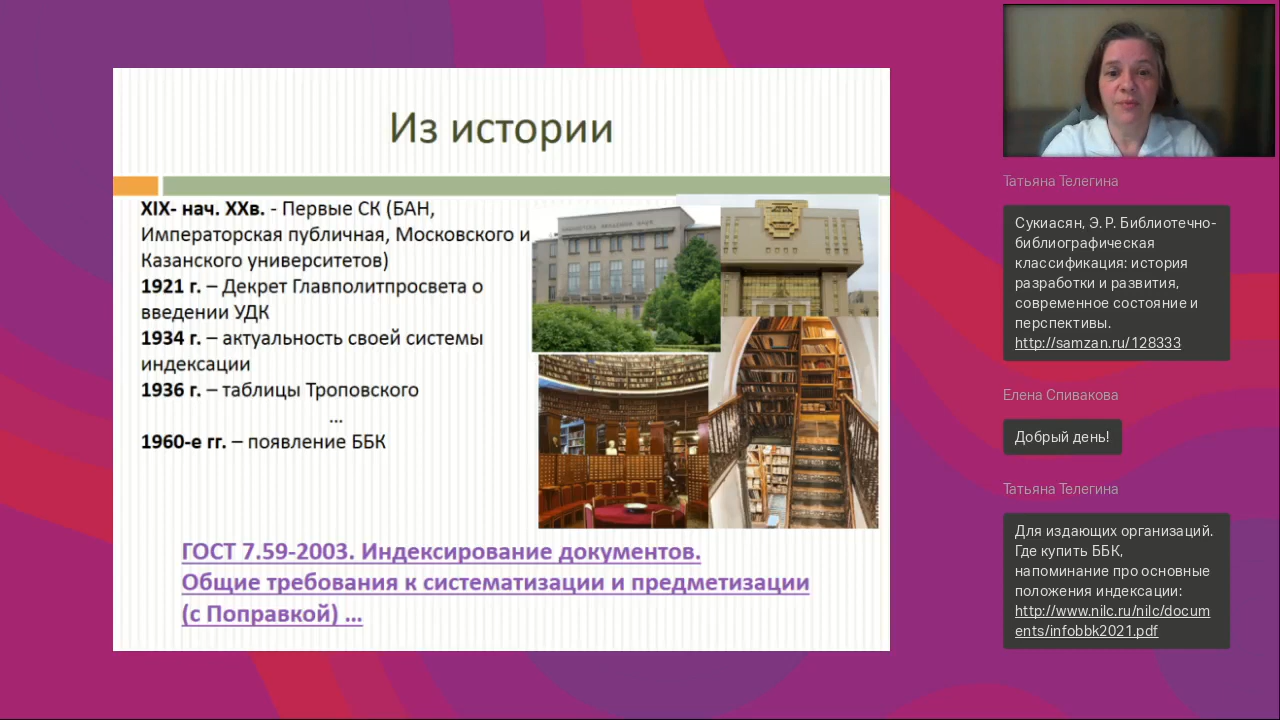 Из истории
XIX- нач. XXв. - Первые СК (БАН,
Императорская публичная, Московского и
Казанского университетов)
1921 г. – Декрет Главполитпросвета о
введении УДК
1934 г. – актуальность своей системы
индексации
1936 г. – таблицы Троповского
...
1960-е гг. – появление ББК
ГОСТ 7.59-2003. Индексирование документов.
Общие требования к систематизации и предметизации
(с Поправкой) ...
Татьяна Телегина
Сукиасян, Э. Р. Библиотечно-
библиографическая
классификация: история
разработки и развития,
современное состояние и
перспективы.
http://samzan.ru/128333
Елена Спивакова
Добрый день!
Татьяна Телегина
Для издающих организаций.
Где купить ББК,
напоминание про основные
положения индексации:
http://www.nilc.ru/nilc/docum
ents/infobbk2021.pdf